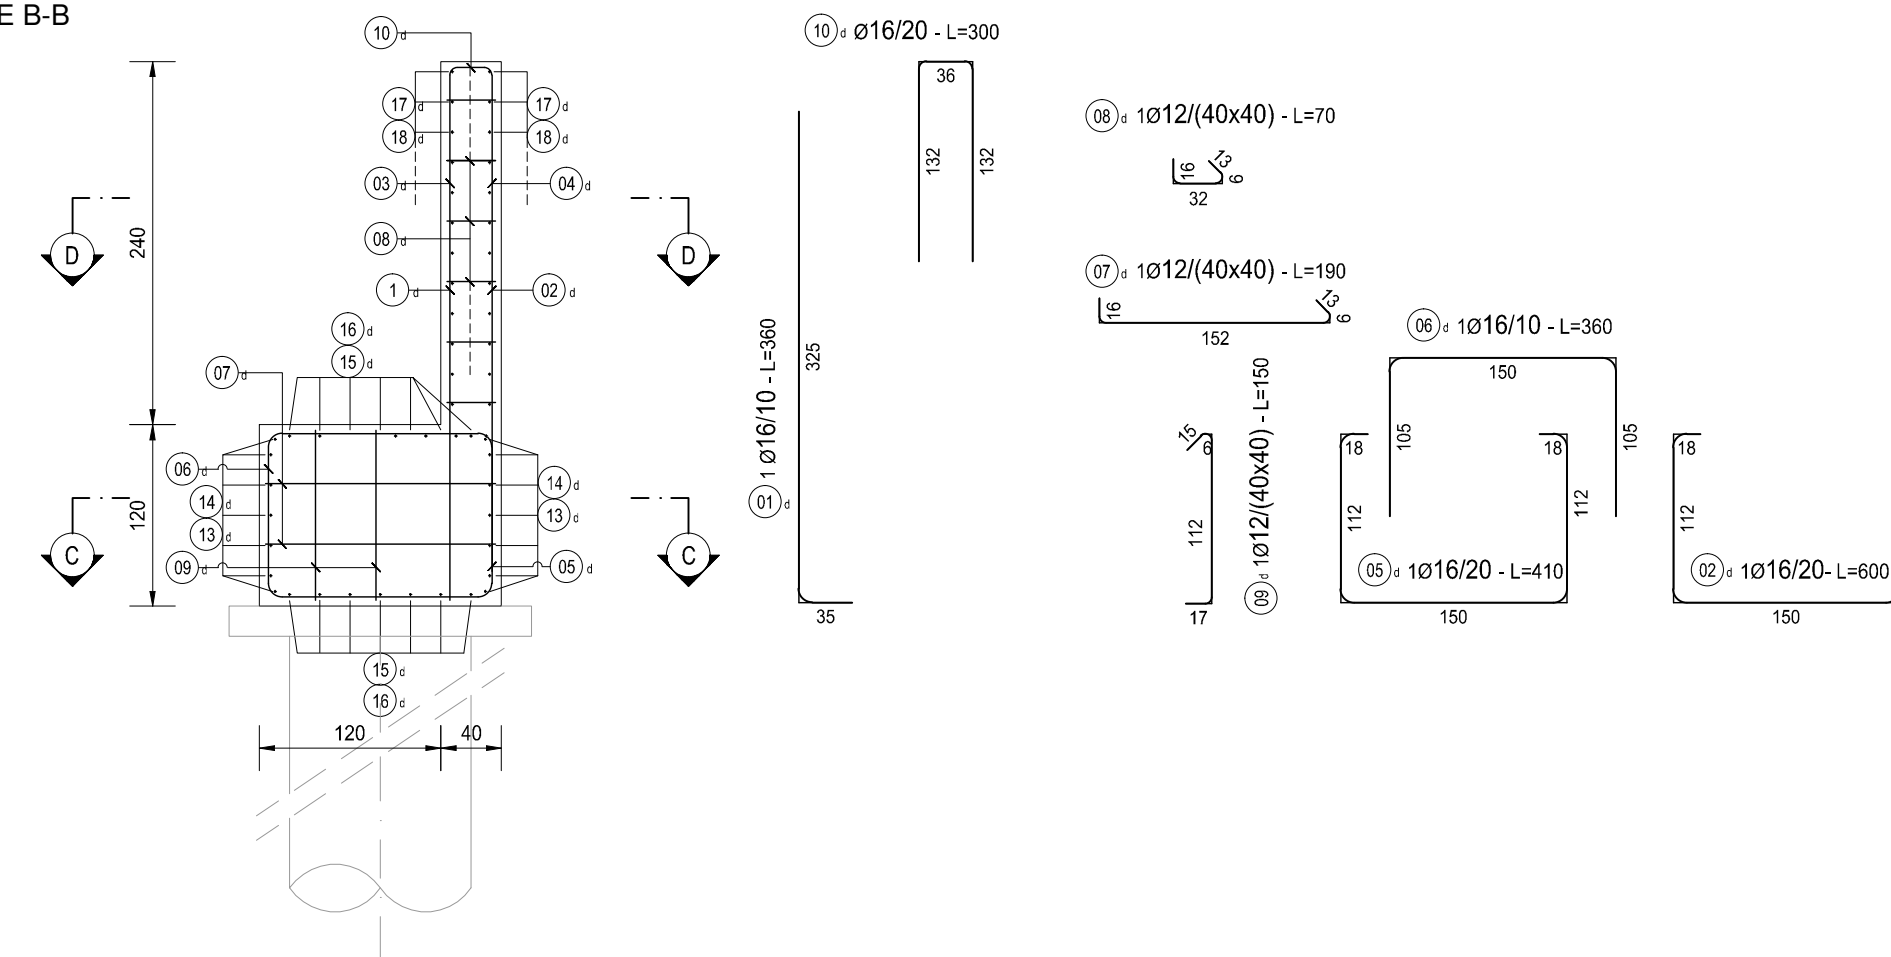 E B-B
10 d
17 d
18 d
17 d
18 d
03 d
04 d
08 d
1 d
02 d
D
D
240
16 d
15 d
07 d
06 d
14 d
13 d
14 d
13 d
09 d
05 d
C
C
120
15 d
16 d
120
40
10 d Ø16/20 - L=300
36
132
132
01 d 1 Ø16/10 - L=360
325
35
08 d 1Ø12/(40x40) - L=70
16
13
6
32
07 d 1Ø12/(40x40) - L=190
16
13
6
152
06 d 1Ø16/10 - L=360
150
105
105
09 d 1Ø12/(40x40) - L=150
15
6
112
17
18
18
112
112
05 d 1Ø16/20 - L=410
150
18
112
02 d 1Ø16/20- L=600
150